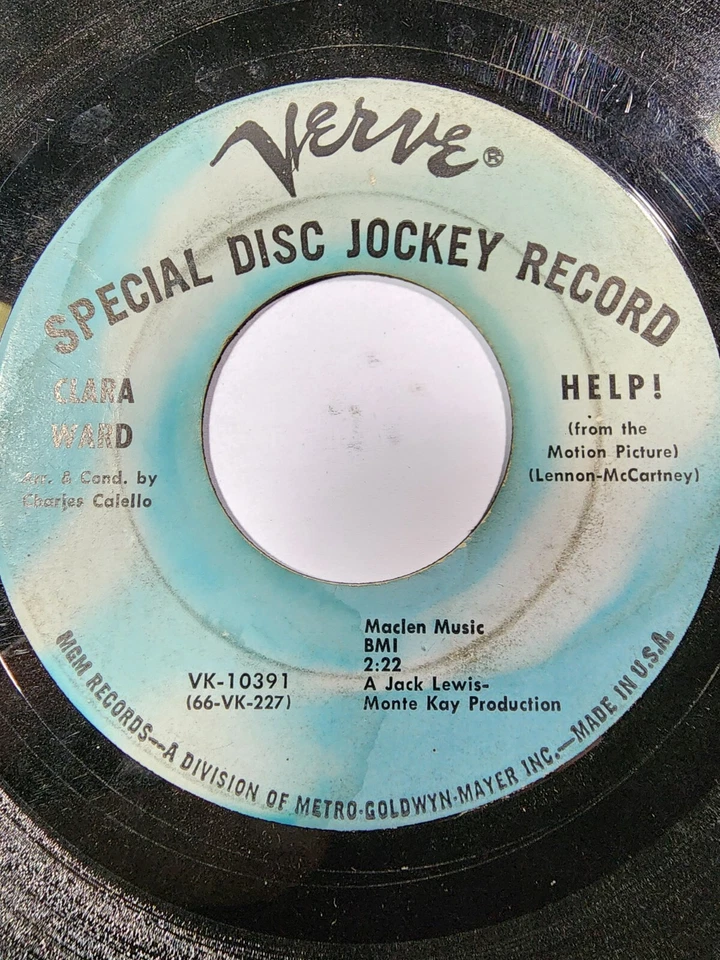 VERVE®
SPECIAL DISC JOCKEY RECORD
CLARA
WARD
Arr. & Cond. by
Charles Calello
HELP!
(from the
Motion Picture)
(Lennon-McCartney)
Maclen Music
BMI
2:22
A Jack Lewis-
Monte Kay Production
VK-10391
(66-VK-227)
MGM RECORDS—A DIVISION OF METRO-GOLDWYN-MAYER INC.—MADE IN U.S.A.